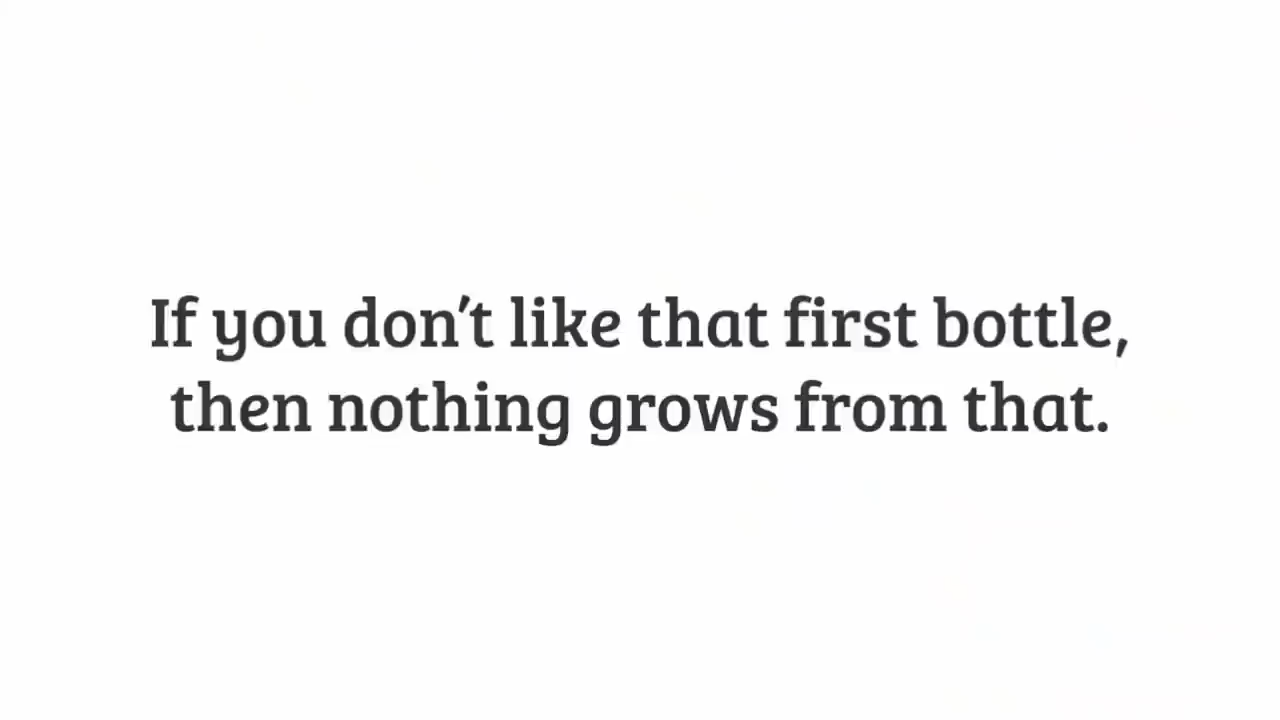 If you don't like that first bottle,
then nothing grows from that.